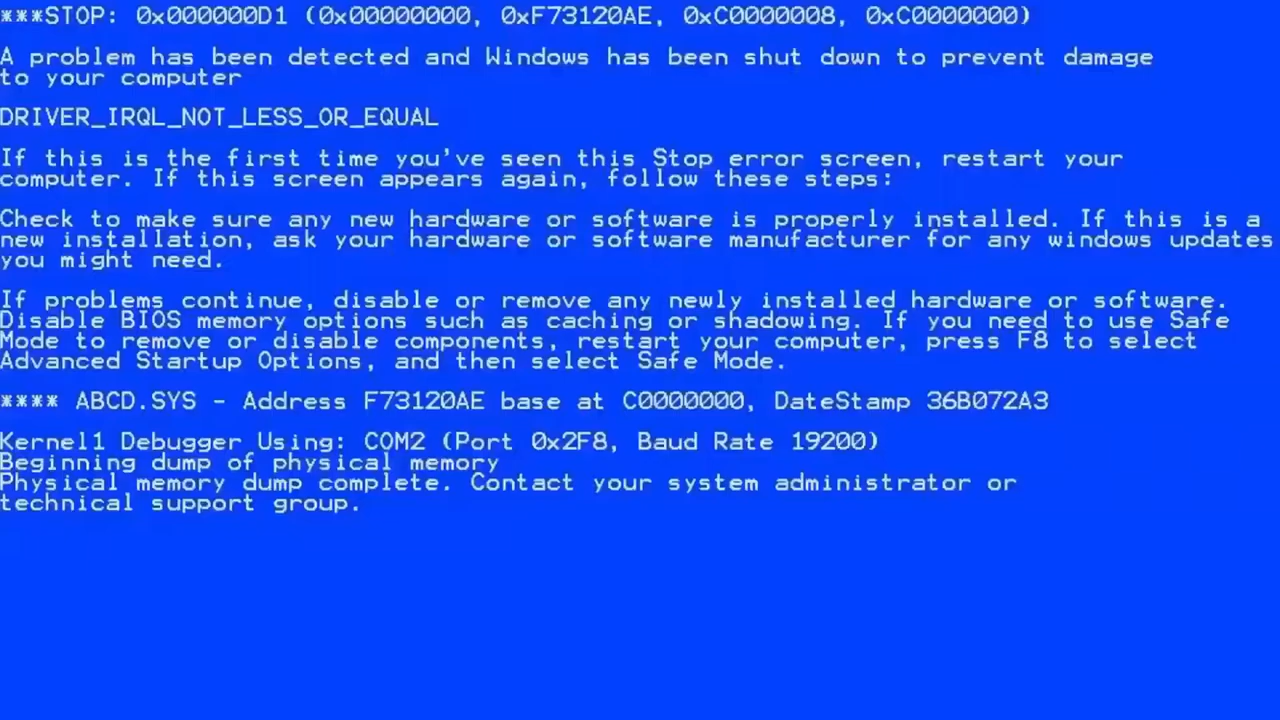 ***STOP: 0x000000D1 (0x00000000, 0xF73120AE, 0xC0000008, 0xC0000000)
A problem has been detected and Windows has been shut down to prevent damage
to your computer
DRIVER_IRQL_NOT_LESS_OR_EQUAL
If this is the first time you've seen this Stop error screen, restart your
computer. If this screen appears again, follow these steps:
Check to make sure any new hardware or software is properly installed. If this is a
new installation, ask your hardware or software manufacturer for any windows updates
you might need.
If problems continue, disable or remove any newly installed hardware or software.
Disable BIOS memory options such as caching or shadowing. If you need to use Safe
Mode to remove or disable components, restart your computer, press F8 to select
Advanced Startup Options, and then select Safe Mode.
**** ABCD.SYS - Address F73120AE base at C0000000, DateStamp 36B072A3
Kernel1 Debugger Using: COM2 (Port 0x2F8, Baud Rate 19200)
Beginning dump of physical memory
Physical memory dump complete. Contact your system administrator or
technical support group.